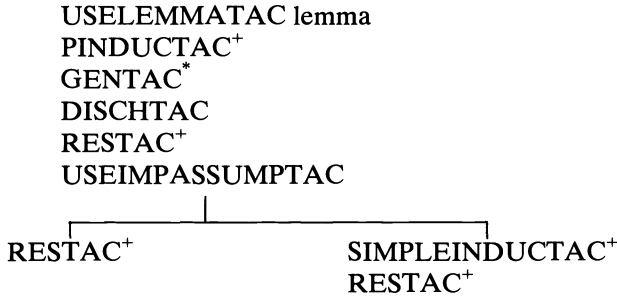 USELEMMATAC lemma
PINDUCTAC⁺
GENTAC*
DISCHTAC
RESTAC⁺
USEIMPASSUMPTAC
RESTAC⁺ SIMPLEINDUCTAC⁺
RESTAC⁺